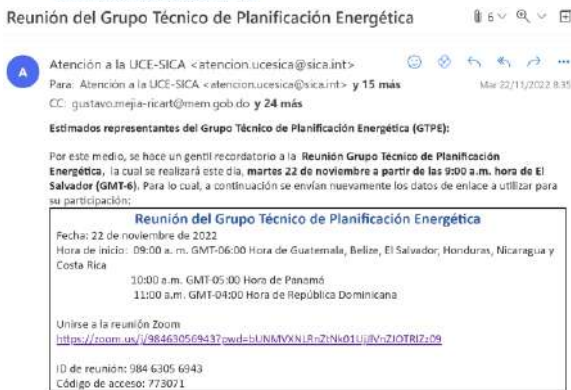 Reunión del Grupo Técnico de Planificación Energética
6
A
Atención a la UCE-SICA <atencion.ucesica@sica.int>
Para: Atención a la UCE-SICA <atencion.ucesica@sica.int> y 15 más
Mar 22/11/2022 8:35
CC: gustavo.mejia-ricart@mem.gob.do y 24 más
Estimados representantes del Grupo Técnico de Planificación Energética (GTPE):
Por este medio, se hace un gentil recordatorio a la Reunión Grupo Técnico de Planificación
Energética, la cual se realizará este día, martes 22 de noviembre a partir de las 9:00 a.m. hora de El
Salvador (GMT-6). Para lo cual, a continuación se envían nuevamente los datos de enlace a utilizar para
su participación:
Reunión del Grupo Técnico de Planificación Energética
Fecha: 22 de noviembre de 2022
Hora de inicio: 09:00 a. m. GMT-06:00 Hora de Guatemala, Belize, El Salvador, Honduras, Nicaragua y
Costa Rica
10:00 a.m. GMT-05:00 Hora de Panamá
11:00 a.m. GMT-04:00 Hora de República Dominicana
Unirse a la reunión Zoom
ID de reunión: 984 6305 6943
Código de acceso: 773071